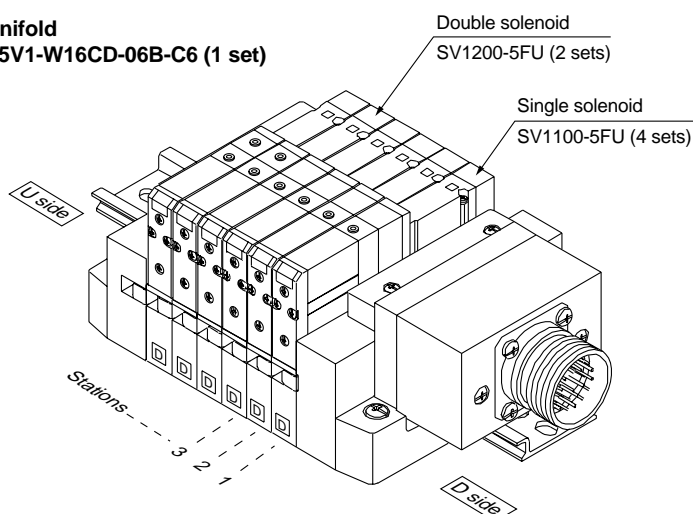 nifold
5V1-W16CD-06B-C6 (1 set)
Double solenoid
SV1200-5FU (2 sets)
Single solenoid
SV1100-5FU (4 sets)
U side
D D D D D D
Stations
3
2
1
D side